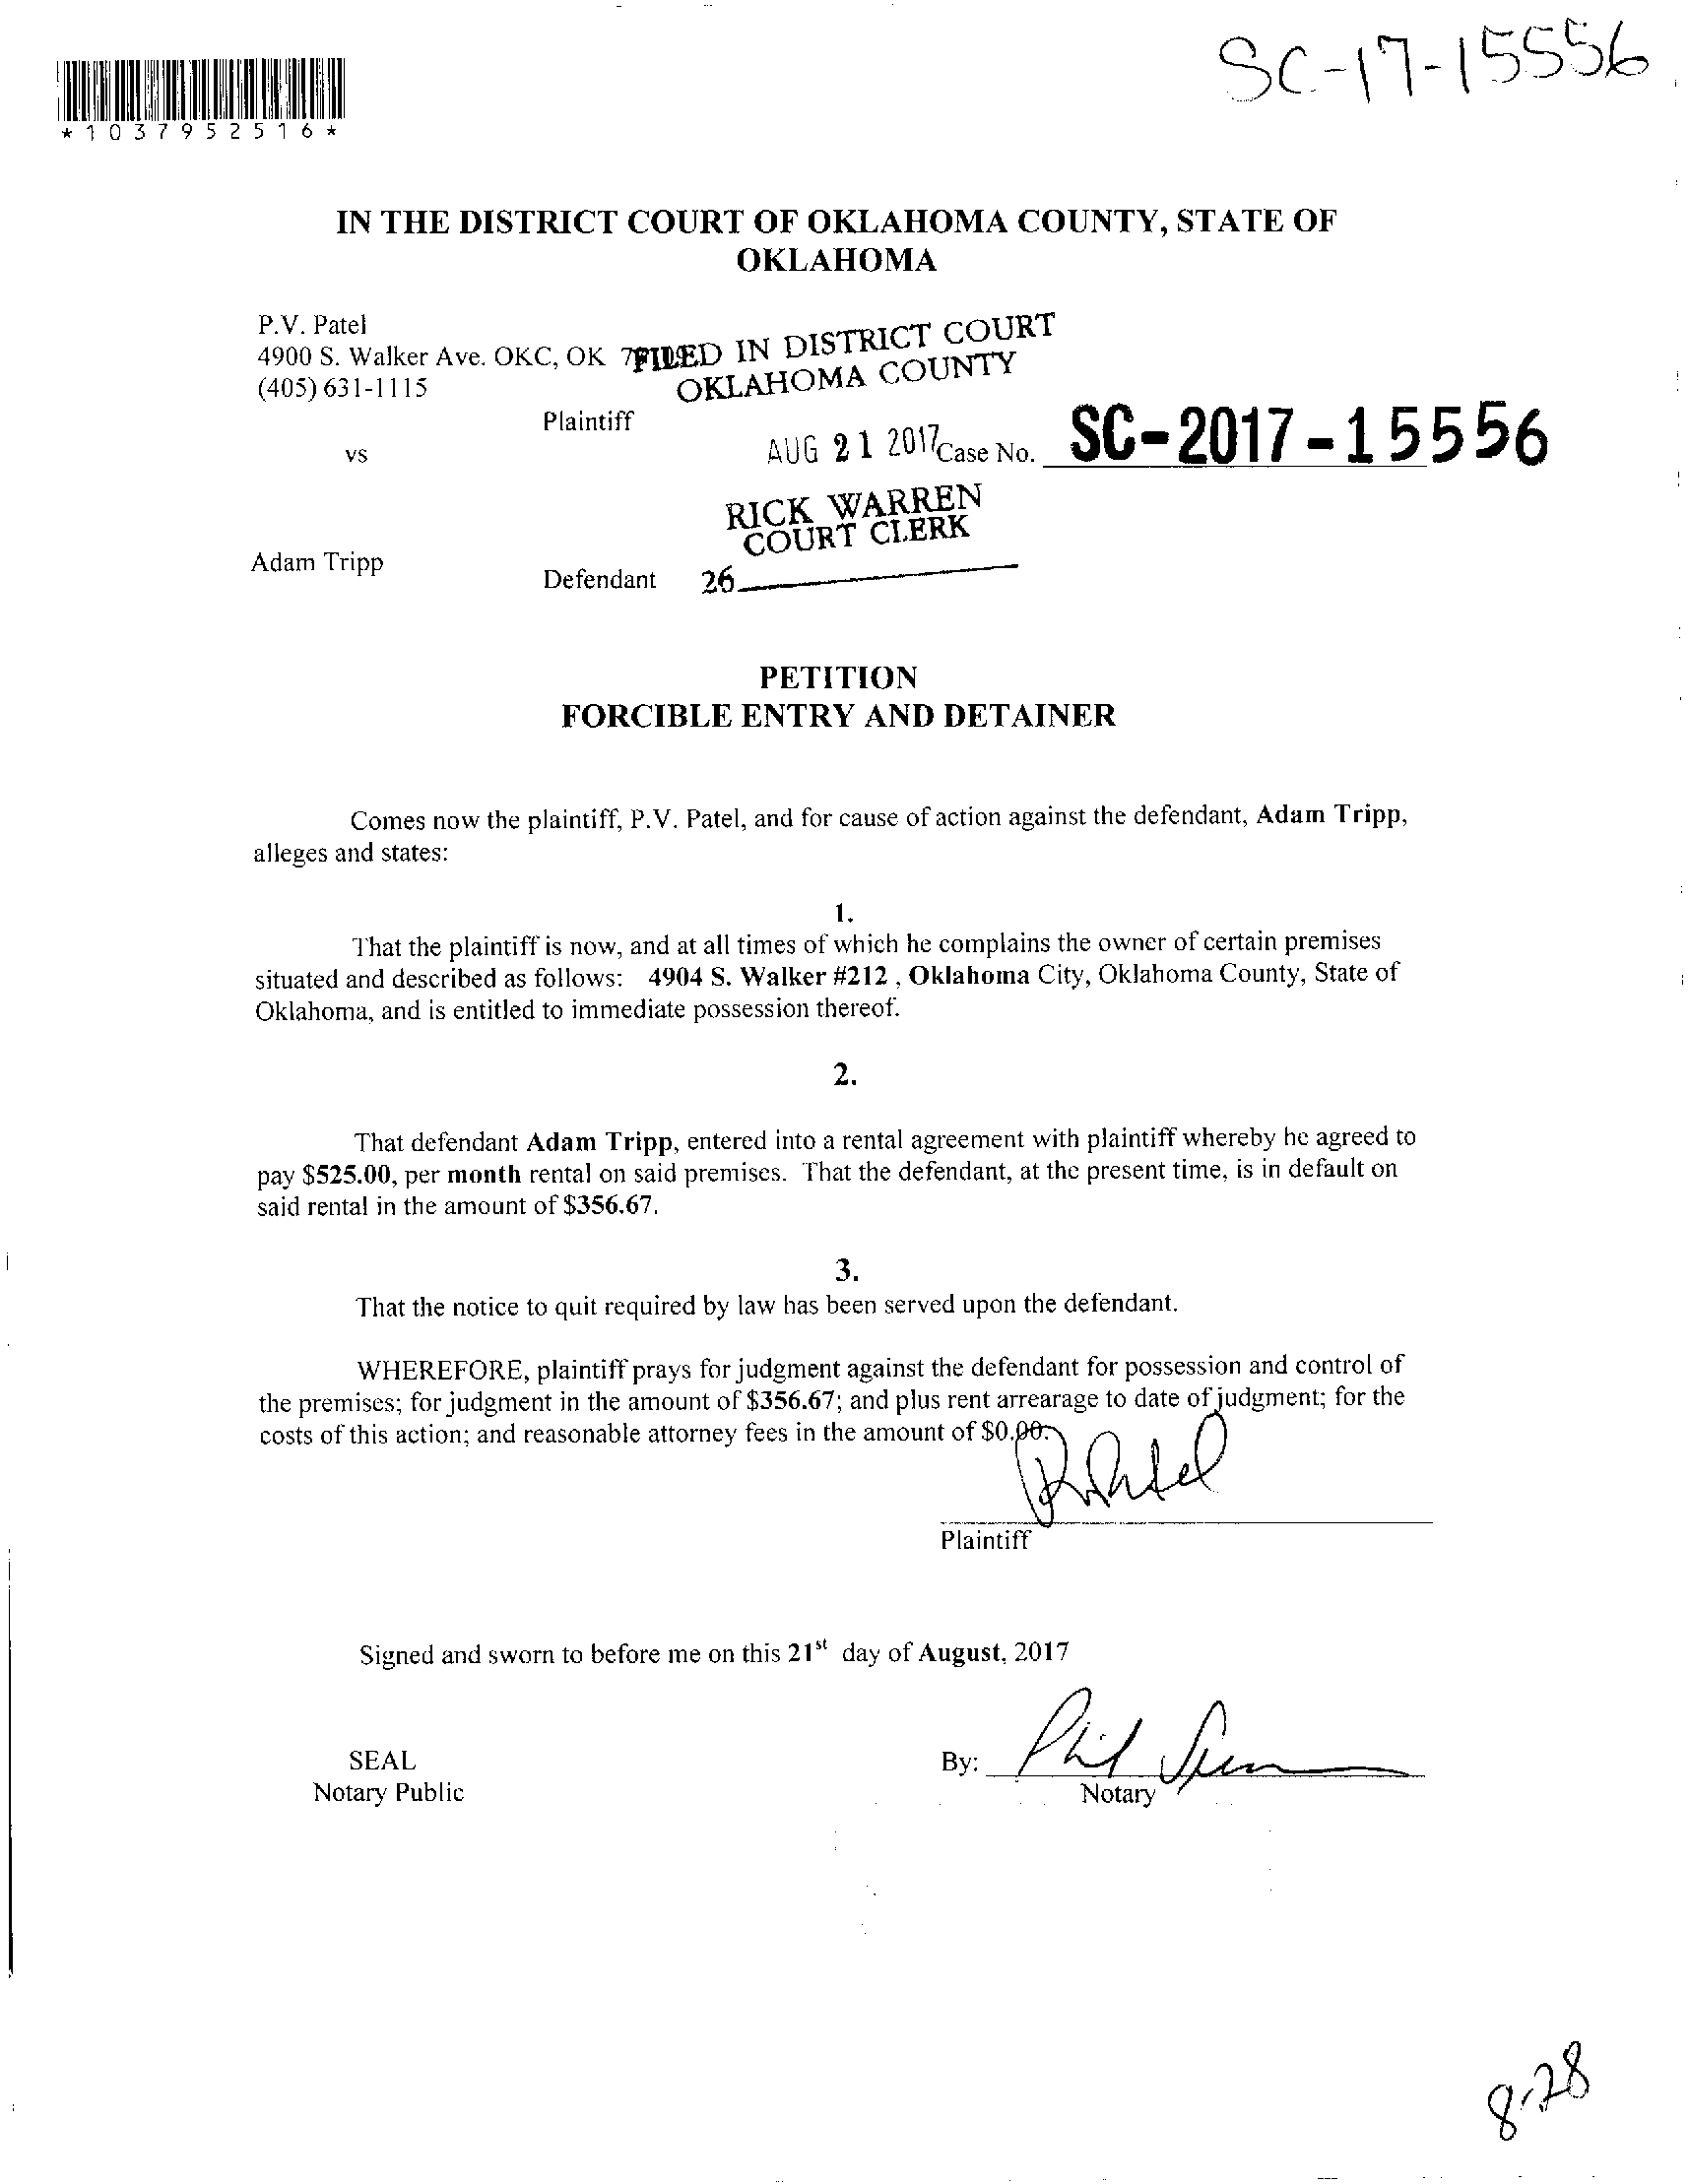 SC-17-15556
*1037952516*
IN THE DISTRICT COURT OF OKLAHOMA COUNTY, STATE OF
OKLAHOMA
P.V. Patel
4900 S. Walker Ave. OKC, OK
FILED IN DISTRICT COURT
OKLAHOMA COUNTY
(405) 631-1115
Plaintiff
vs
AUG 21 2017 Case No. SC-2017-15556
RICK WARREN
COURT CLERK
Adam Tripp
Defendant 26
PETITION
FORCIBLE ENTRY AND DETAINER
Comes now the plaintiff, P.V. Patel, and for cause of action against the defendant, Adam Tripp,
alleges and states:
1.
That the plaintiff is now, and at all times of which he complains the owner of certain premises
situated and described as follows: 4904 S. Walker #212 , Oklahoma City, Oklahoma County, State of
Oklahoma, and is entitled to immediate possession thereof.
2.
That defendant Adam Tripp, entered into a rental agreement with plaintiff whereby he agreed to
pay $525.00, per month rental on said premises. That the defendant, at the present time, is in default on
said rental in the amount of $356.67.
3.
That the notice to quit required by law has been served upon the defendant.
WHEREFORE, plaintiff prays for judgment against the defendant for possession and control of
the premises; for judgment in the amount of $356.67; and plus rent arrearage to date of judgment; for the
costs of this action; and reasonable attorney fees in the amount of $0.00.
Plaintiff
Signed and sworn to before me on this 21st day of August, 2017
SEAL
By: Phil
Notary Public
Notary
8-28